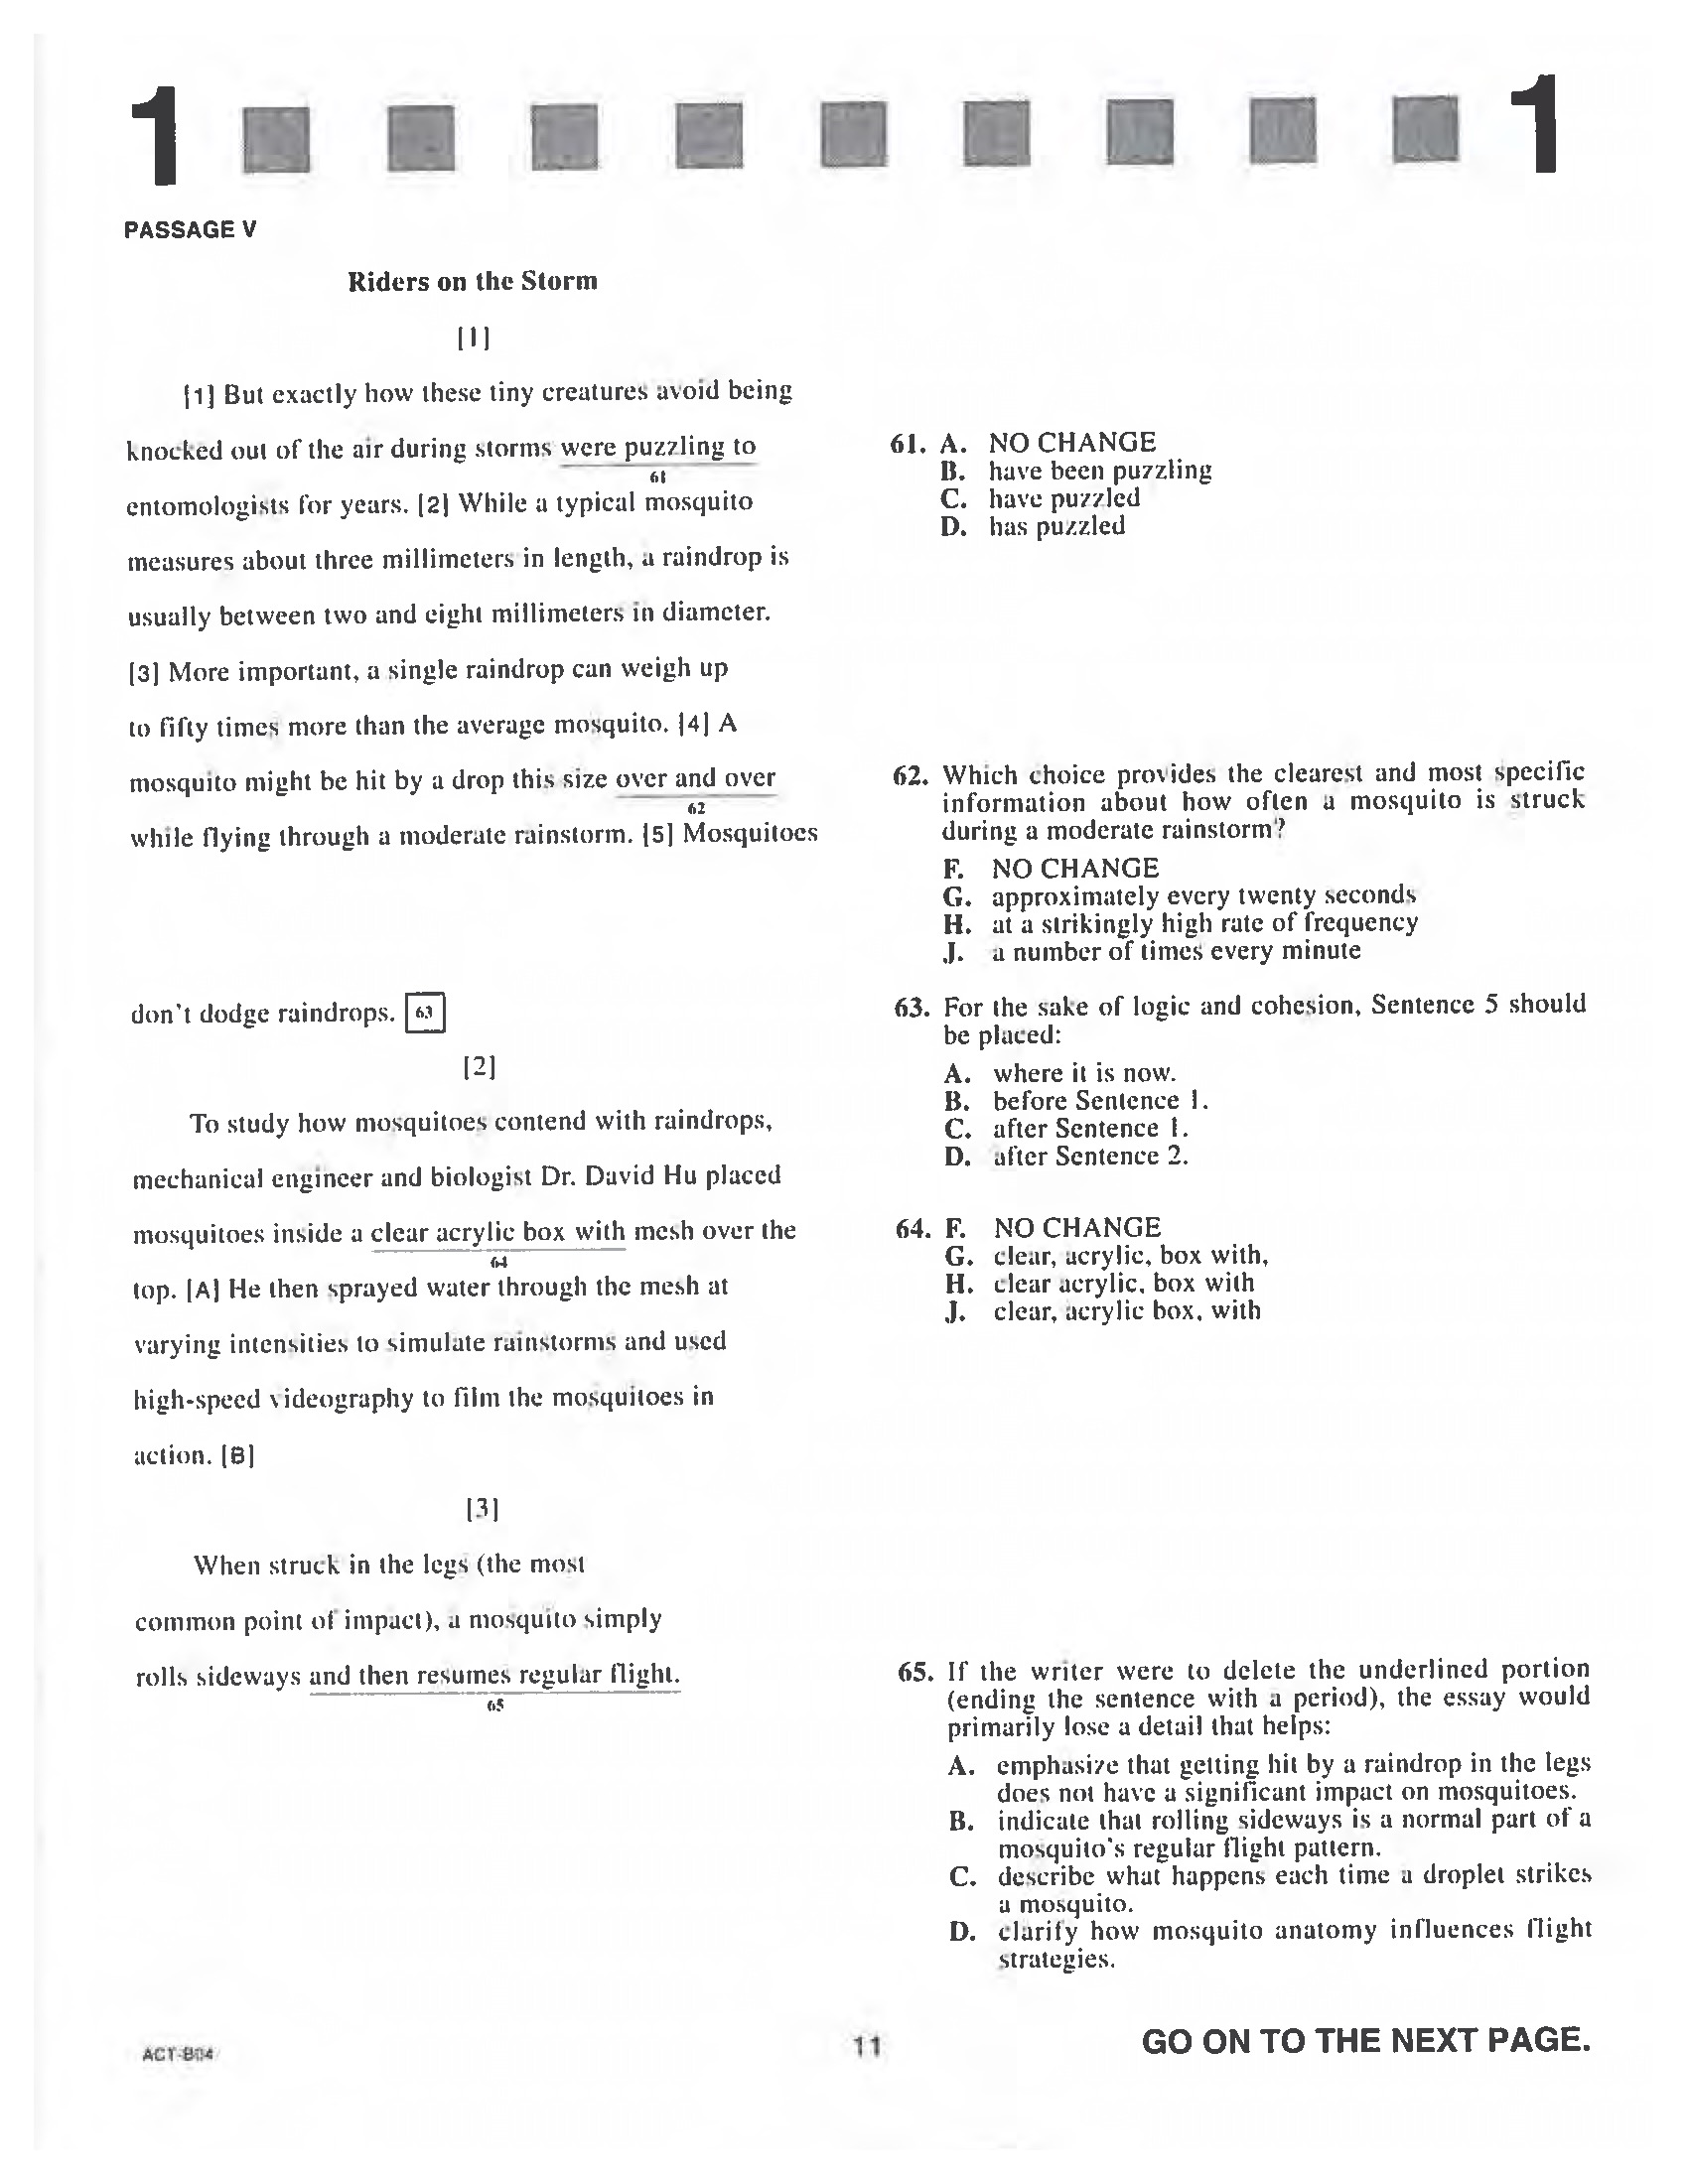 1 1
PASSAGE V
Riders on the Storm
[1]
[1] But exactly how these tiny creatures avoid being
knocked out of the air during storms were puzzling to
61
entomologists for years. [2] While a typical mosquito
measures about three millimeters in length, a raindrop is
usually between two and eight millimeters in diameter.
[3] More important, a single raindrop can weigh up
to fifty times more than the average mosquito. [4] A
mosquito might be hit by a drop this size over and over
62
while flying through a moderate rainstorm. [5] Mosquitoes
don't dodge raindrops. 63
[2]
To study how mosquitoes contend with raindrops,
mechanical engineer and biologist Dr. David Hu placed
mosquitoes inside a clear acrylic box with mesh over the
64
top. [A] He then sprayed water through the mesh at
varying intensities to simulate rainstorms and used
high-speed videography to film the mosquitoes in
action. [B]
[3]
When struck in the legs (the most
common point of impact), a mosquito simply
rolls sideways and then resumes regular flight.
65
61. A. NO CHANGE
B. have been puzzling
C. have puzzled
D. has puzzled
62. Which choice provides the clearest and most specific
information about how often a mosquito is struck
during a moderate rainstorm?
F. NO CHANGE
G. approximately every twenty seconds
H. at a strikingly high rate of frequency
J. a number of times every minute
63. For the sake of logic and cohesion, Sentence 5 should
be placed:
A. where it is now.
B. before Sentence 1.
C. after Sentence 1.
D. after Sentence 2.
64. F. NO CHANGE
G. clear, acrylic, box with,
H. clear acrylic, box with
J. clear, acrylic box, with
65. If the writer were to delete the underlined portion
(ending the sentence with a period), the essay would
primarily lose a detail that helps:
A. emphasize that getting hit by a raindrop in the legs
does not have a significant impact on mosquitoes.
B. indicate that rolling sideways is a normal part of a
mosquito's regular flight pattern.
C. describe what happens each time a droplet strikes
a mosquito.
D. clarify how mosquito anatomy influences flight
strategies.
ACT-B04
11
GO ON TO THE NEXT PAGE.